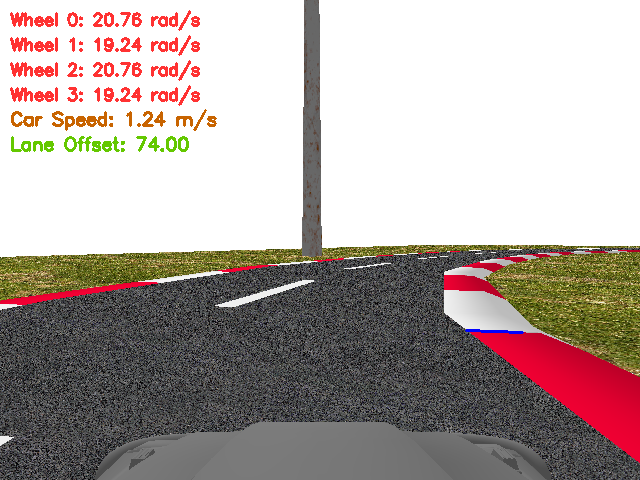 Wheel 0: 20.76 rad/s
Wheel 1: 19.24 rad/s
Wheel 2: 20.76 rad/s
Wheel 3: 19.24 rad/s
Car Speed: 1.24 m/s
Lane Offset: 74.00